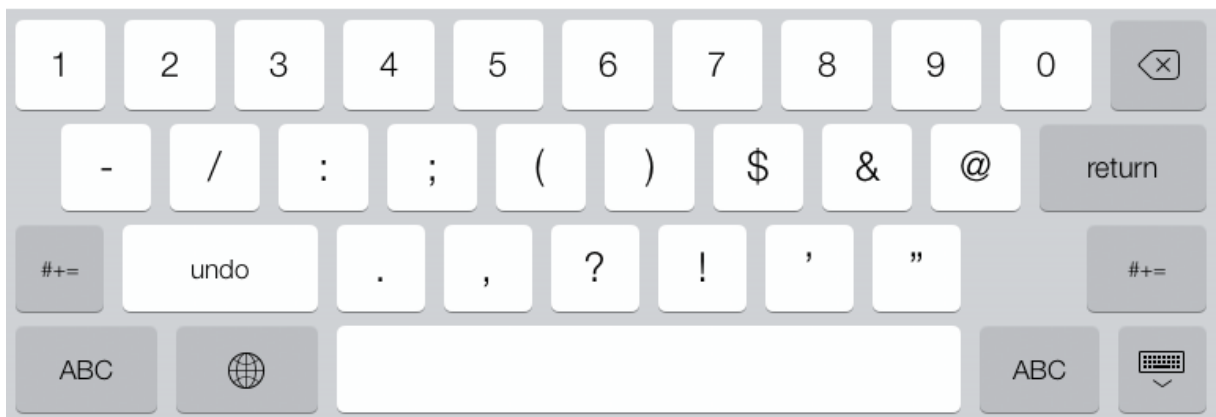 1 2 3 4 5 6 7 8 9 0
- / : ; ( ) $ & @ return
#+= undo . , ? ! ’ ” #+=
ABC ABC